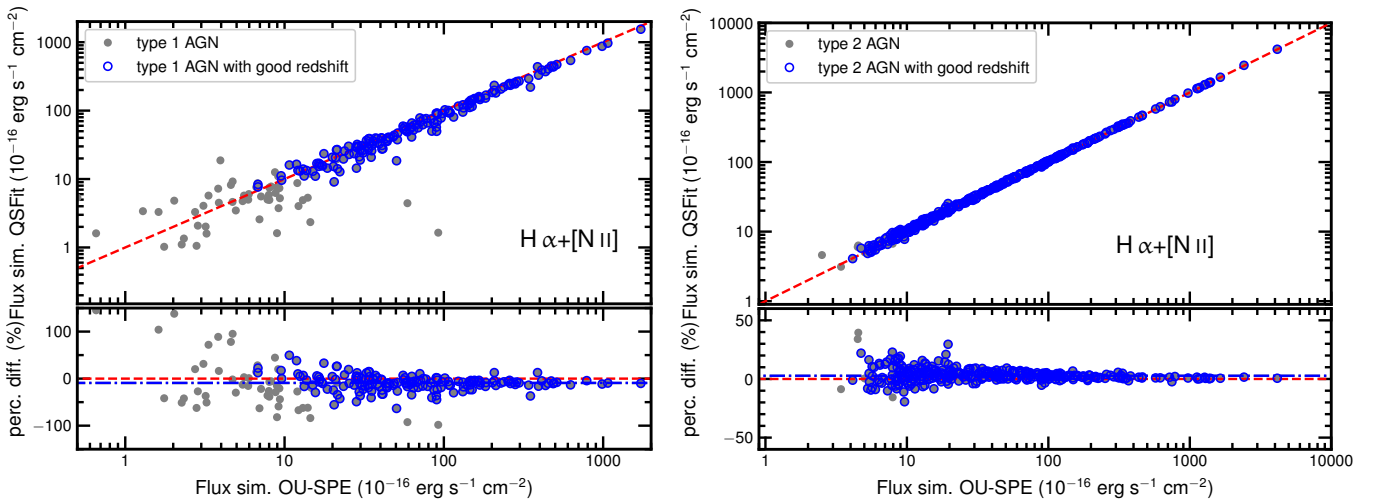 Flux sim. QSFit (10⁻¹⁶ erg s⁻¹ cm⁻²)
1000
100
10
1
type 1 AGN
type 1 AGN with good redshift
H α+[N II]
perc. diff. (%)
100
0
−100
1 10 100 1000
Flux sim. OU-SPE (10⁻¹⁶ erg s⁻¹ cm⁻²)
Flux sim. QSFit (10⁻¹⁶ erg s⁻¹ cm⁻²)
10000
1000
100
10
1
type 2 AGN
type 2 AGN with good redshift
H α+[N II]
perc. diff. (%)
50
0
−50
1 10 100 1000 10000
Flux sim. OU-SPE (10⁻¹⁶ erg s⁻¹ cm⁻²)